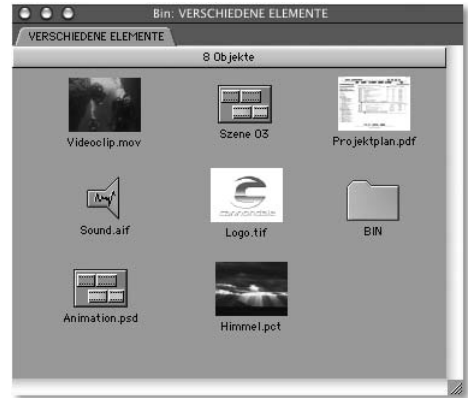 Bin: VERSCHIEDENE ELEMENTE
VERSCHIEDENE ELEMENTE
8 Objekte
Videoclip.mov
Szene 03
Projektplan.pdf
Sound.aif
Logo.tif
BIN
Animation.psd
Himmel.pct